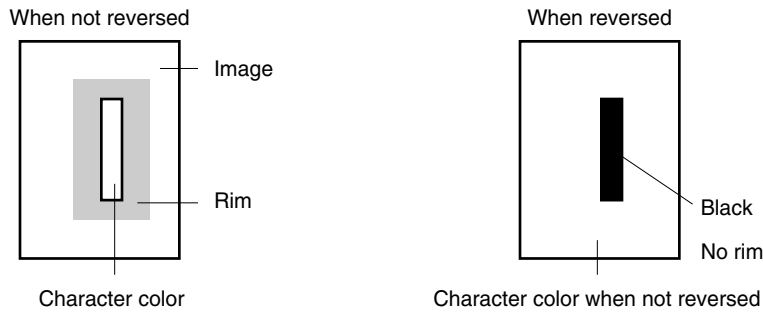 When not reversed
Image
Rim
Character color
When reversed
Black
No rim
Character color when not reversed